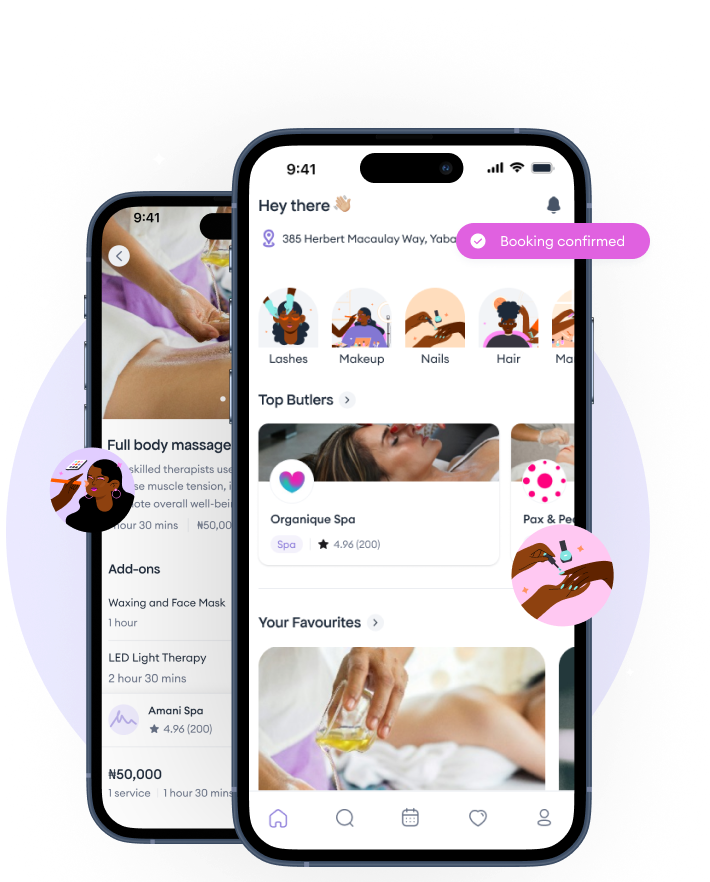 9:41
Hey there 👋🏼
385 Herbert Macaulay Way, Yaba
Booking confirmed
Lashes
Makeup
Nails
Hair
Ma
Top Butlers
Organique Spa
Spa
4.96 (200)
Pax & Pe
Your Favourites
9:41
Full body massage
skilled therapists use
se muscle tension, i
ote overall well-bein
hour 30 mins
₦50,00
Add-ons
Waxing and Face Mask
1 hour
LED Light Therapy
2 hour 30 mins
Amani Spa
4.96 (200)
₦50,000
1 service
1 hour 30 mins